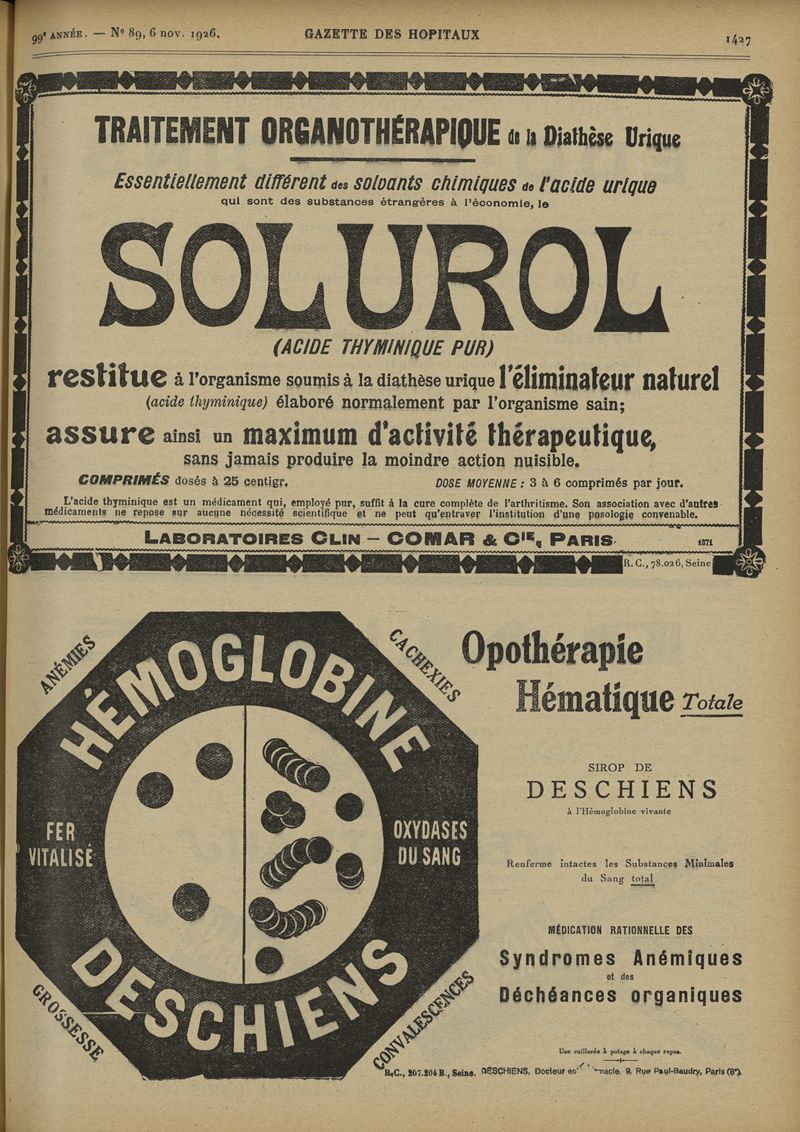 99e ANNÉE. — No 89, 6 nov. 1926.
GAZETTE DES HOPITAUX
1427
TRAITEMENT ORGANOTHÉRAPIQUE de la Diathèse Urique
Essentiellement différent des solvants chimiques de l'acide urique
qui sont des substances étrangères à l'économie, le
SOLUROL
(ACIDE THYMINIQUE PUR)
restitue à l'organisme soumis à la diathèse urique l'éliminateur naturel
(acide thyminique) élaboré normalement par l'organisme sain;
assure ainsi un maximum d'activité thérapeutique,
sans jamais produire la moindre action nuisible.
COMPRIMÉS dosés à 25 centigr.
DOSE MOYENNE : 3 à 6 comprimés par jour.
L'acide thyminique est un médicament qui, employé pur, suffit à la cure complète de l'arthritisme. Son association avec d'autres
médicaments ne repose sur aucune nécessité scientifique et ne peut qu'entraver l'institution d'une posologie convenable.
LABORATOIRES CLIN — COMAR & CIE, PARIS
1371
R. C., 78.026, Seine
ANÉMIES
CACHEXIES
HÉMOGLOBINE
FER
VITALISÉ
OXYDASES
DU SANG
DESCHIENS
GROSSESSE
CONVALESCENCES
Opothérapie
Hématique Totale
SIROP DE
DESCHIENS
à l'Hémoglobine vivante
Renferme intactes les Substances Minimales
du Sang total
MÉDICATION RATIONNELLE DES
Syndromes Anémiques
et des
Déchéances organiques
Une cuillerée à potage à chaque repas.
R.C., 207.204 B., Seine. DESCHIENS, Docteur en macie, 9, Rue Paul-Baudry, Paris (8e).